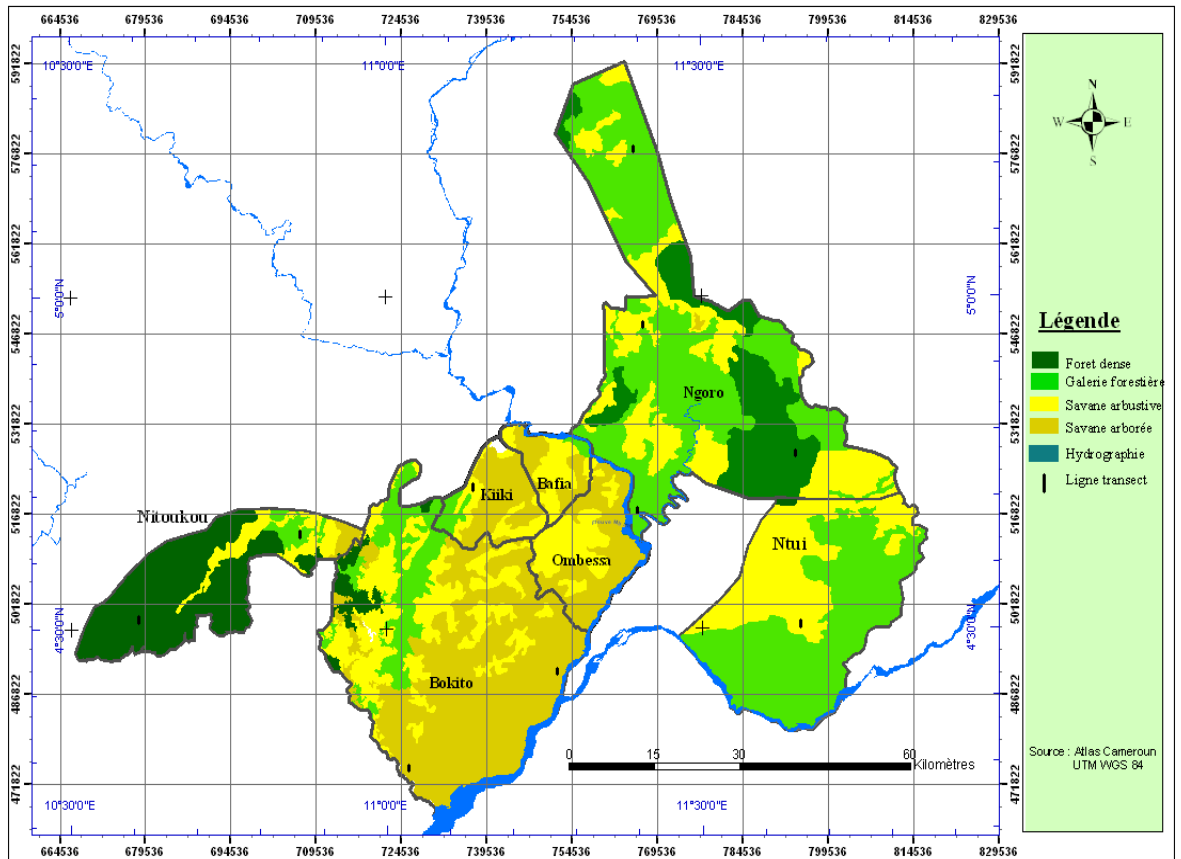 664536 679536 694536 709536 724536 739536 754536 769536 784536 799536 814536 829536
10°30'0"E 11°0'0"E 11°30'0"E
591822 591822
576822 576822
561822 561822
5°0'0"N 5°0'0"N
546822 546822
531822 531822
516822 516822
501822 501822
4°30'0"N 4°30'0"N
486822 486822
471822 471822
Ngoro
Kiiki
Bafia
Nitoukou
Ombessa
Ntui
Bokito
0 15 30 60
Kilomètres
10°30'0"E 11°0'0"E 11°30'0"E
664536 679536 694536 709536 724536 739536 754536 769536 784536 799536 814536 829536
N
W E
S
Légende
Foret dense
Galerie forestière
Savane arbustive
Savane arborée
Hydrographie
Ligne transect
Source : Atlas Cameroun
UTM WGS 84